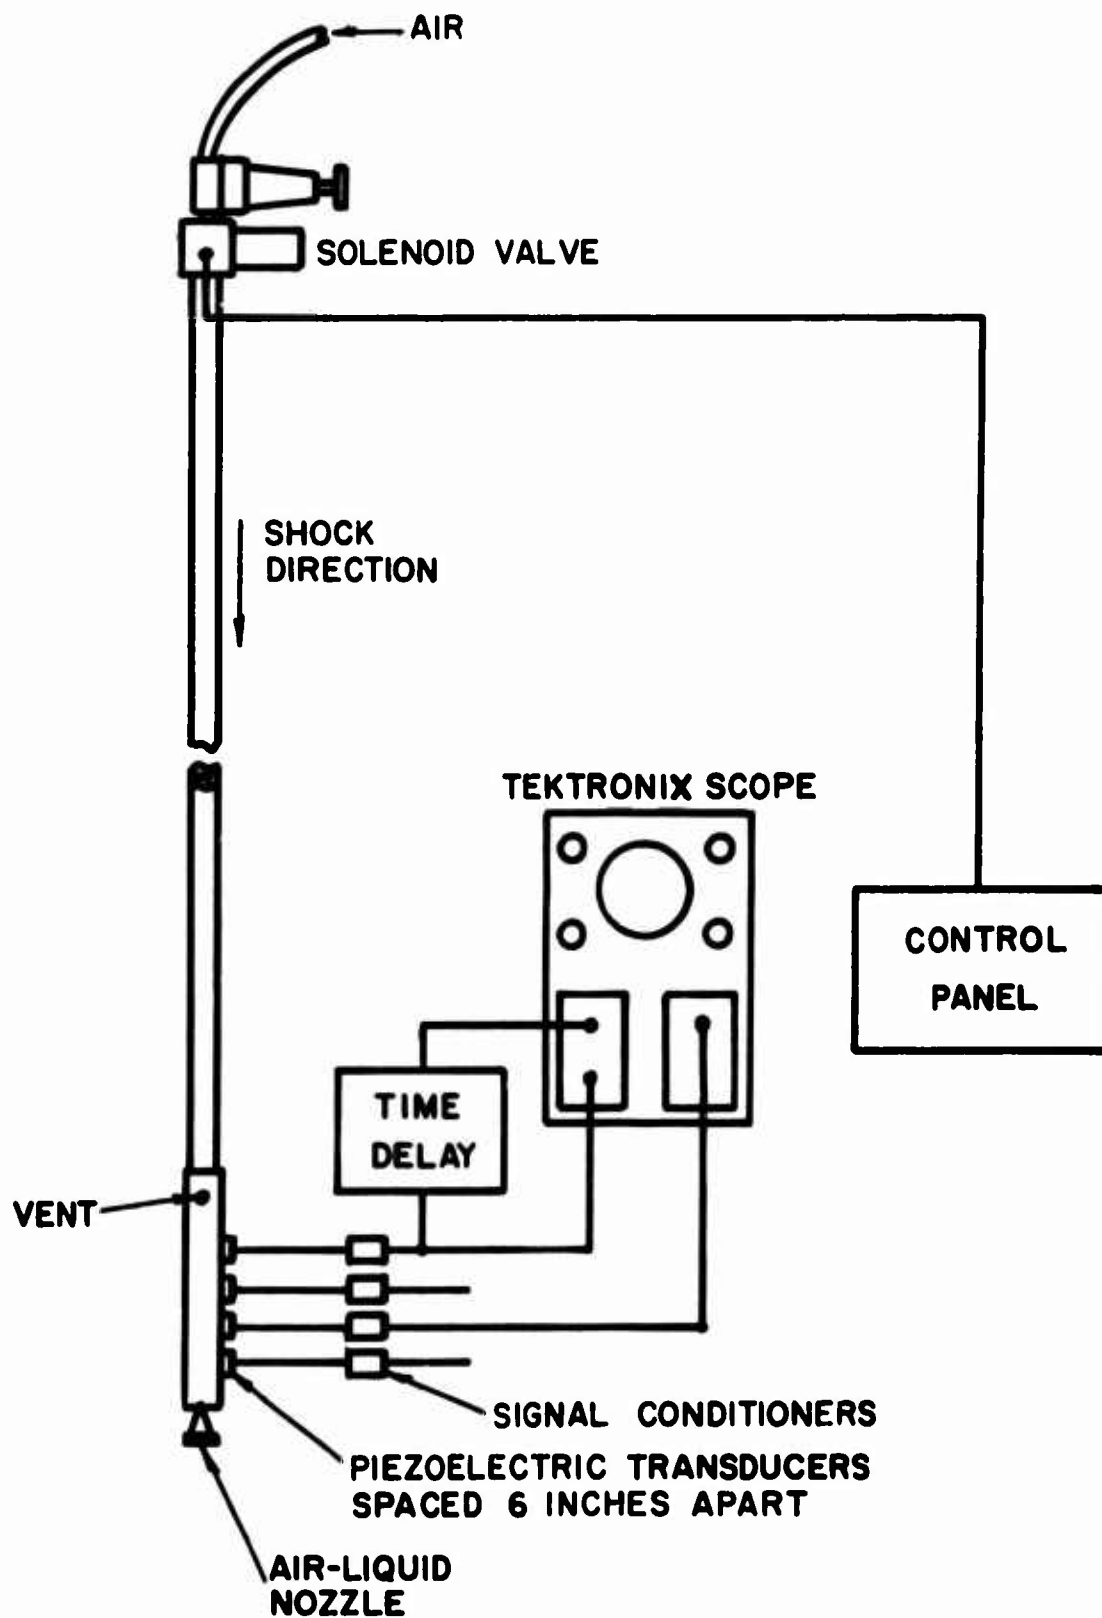 AIR
SOLENOID VALVE
SHOCK
DIRECTION
TEKTRONIX SCOPE
CONTROL
PANEL
TIME
DELAY
VENT
SIGNAL CONDITIONERS
PIEZOELECTRIC TRANSDUCERS
SPACED 6 INCHES APART
AIR-LIQUID
NOZZLE